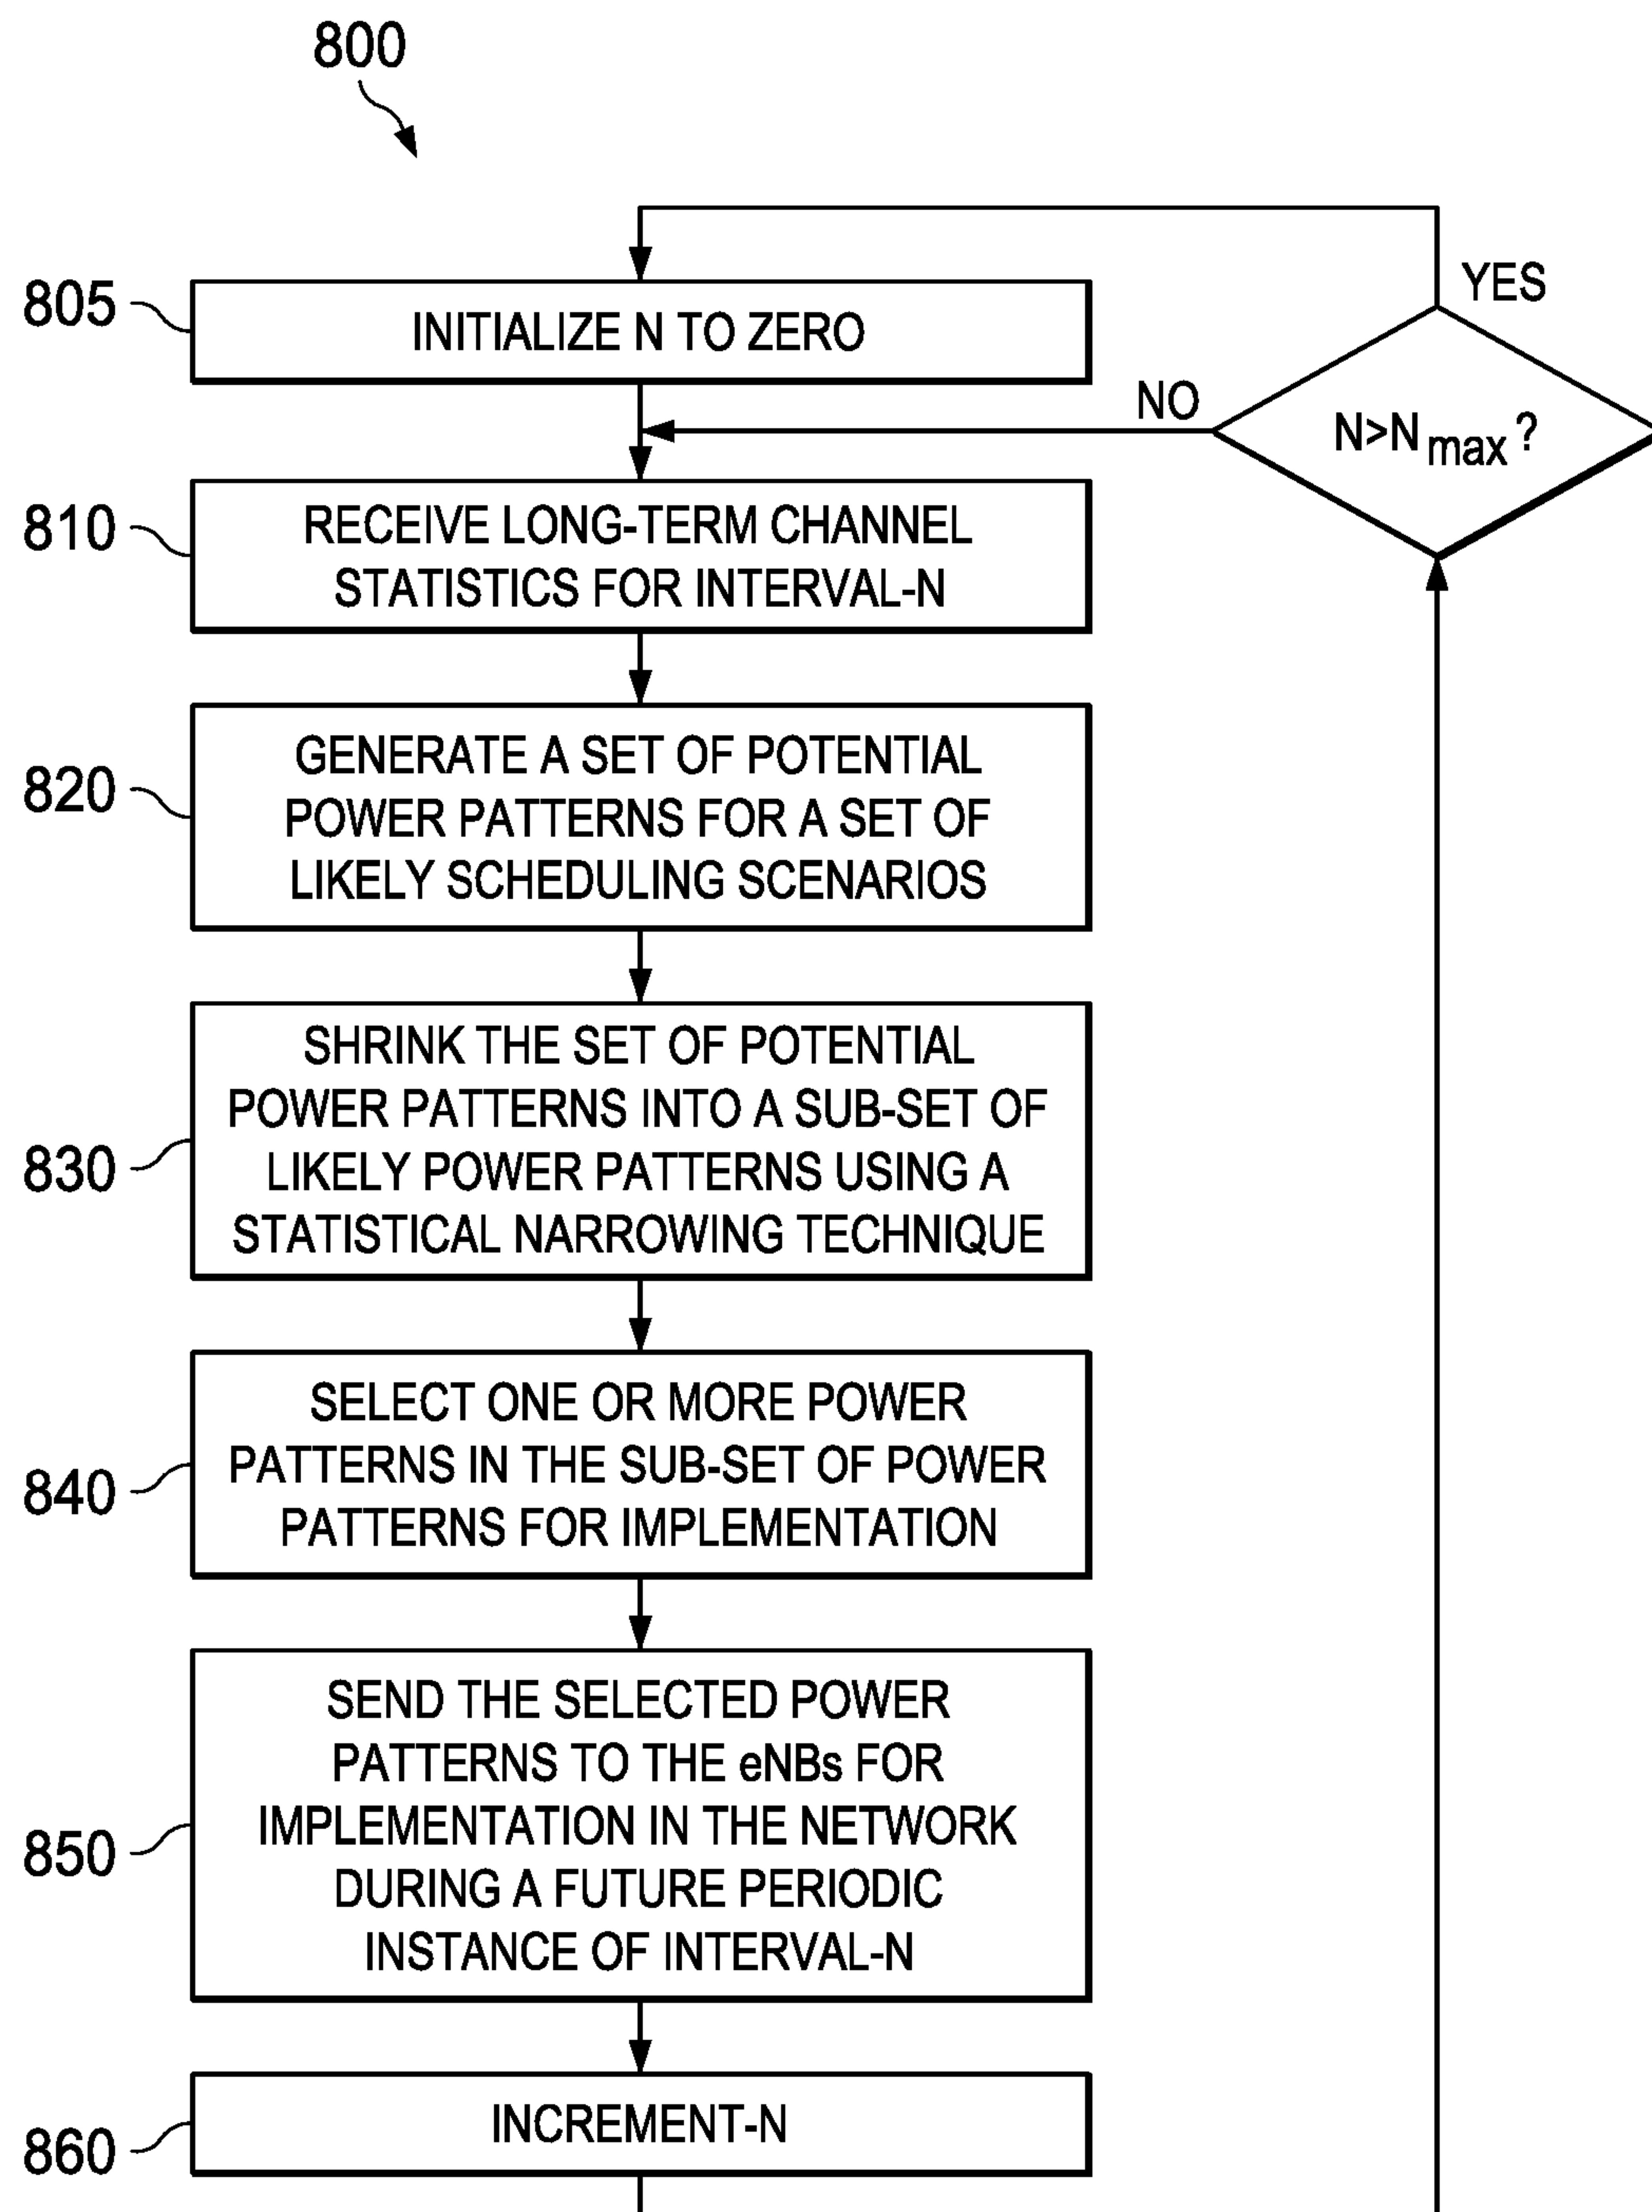 800
805
INITIALIZE N TO ZERO
YES
NO
N>Nmax?
810
RECEIVE LONG-TERM CHANNEL
STATISTICS FOR INTERVAL-N
820
GENERATE A SET OF POTENTIAL
POWER PATTERNS FOR A SET OF
LIKELY SCHEDULING SCENARIOS
830
SHRINK THE SET OF POTENTIAL
POWER PATTERNS INTO A SUB-SET OF
LIKELY POWER PATTERNS USING A
STATISTICAL NARROWING TECHNIQUE
840
SELECT ONE OR MORE POWER
PATTERNS IN THE SUB-SET OF POWER
PATTERNS FOR IMPLEMENTATION
850
SEND THE SELECTED POWER
PATTERNS TO THE eNBs FOR
IMPLEMENTATION IN THE NETWORK
DURING A FUTURE PERIODIC
INSTANCE OF INTERVAL-N
860
INCREMENT-N